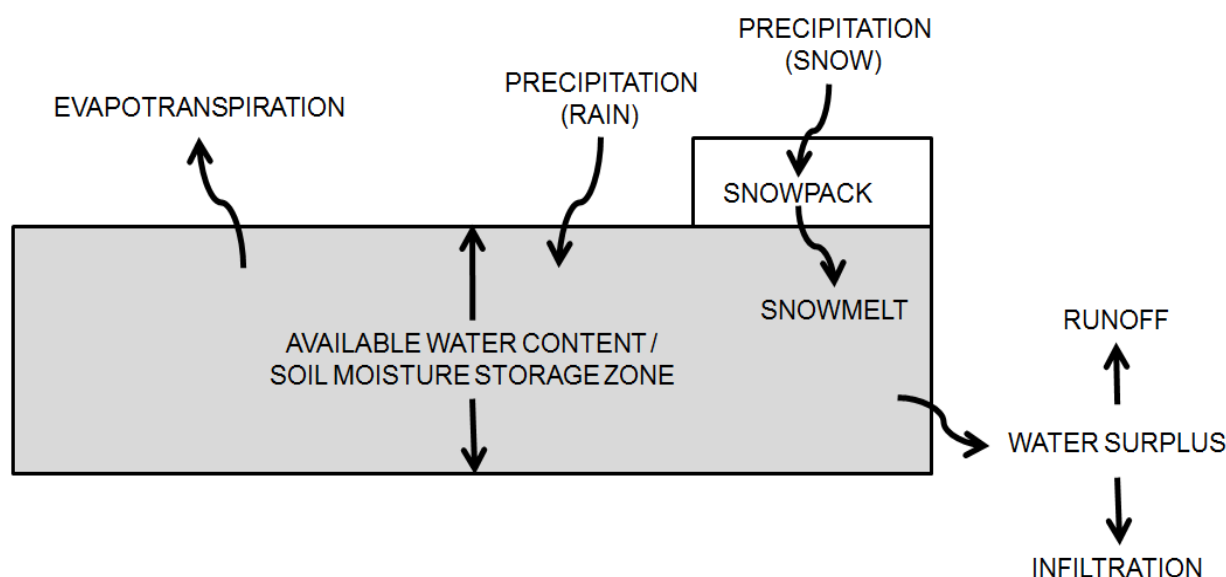 PRECIPITATION
(SNOW)
PRECIPITATION
(RAIN)
EVAPOTRANSPIRATION
SNOWPACK
SNOWMELT
AVAILABLE WATER CONTENT /
SOIL MOISTURE STORAGE ZONE
RUNOFF
WATER SURPLUS
INFILTRATION